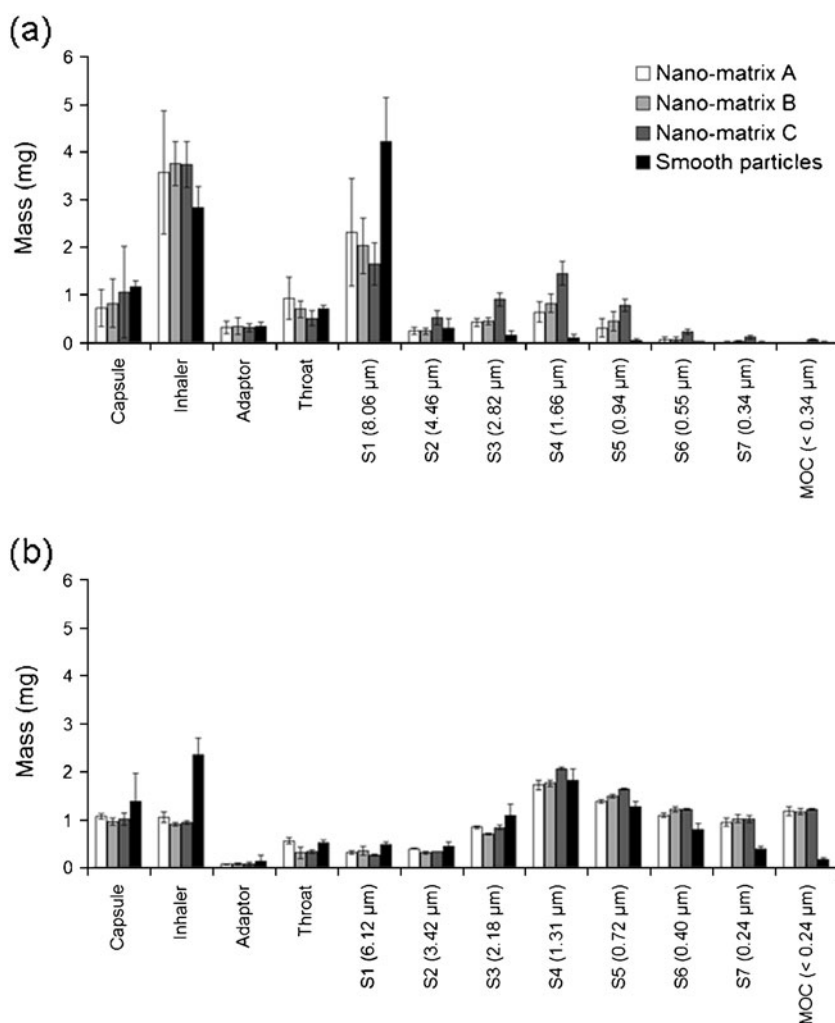 (a)
6
5
4
3
2
1
0
Mass (mg)
Nano-matrix A
Nano-matrix B
Nano-matrix C
Smooth particles
Capsule
Inhaler
Adaptor
Throat
S1 (8.06 μm)
S2 (4.46 μm)
S3 (2.82 μm)
S4 (1.66 μm)
S5 (0.94 μm)
S6 (0.55 μm)
S7 (0.34 μm)
MOC (< 0.34 μm)
(b)
6
5
4
3
2
1
0
Mass (mg)
Capsule
Inhaler
Adaptor
Throat
S1 (6.12 μm)
S2 (3.42 μm)
S3 (2.18 μm)
S4 (1.31 μm)
S5 (0.72 μm)
S6 (0.40 μm)
S7 (0.24 μm)
MOC (< 0.24 μm)